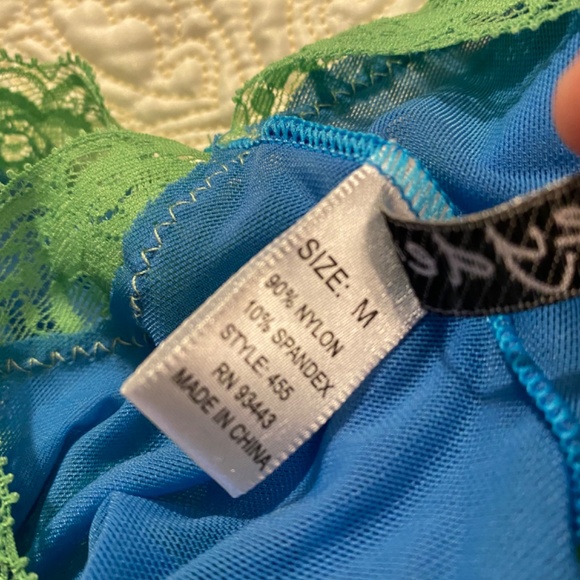 SIZE: M
90% NYLON
10% SPANDEX
STYLE 455
RN 93443
MADE IN CHINA